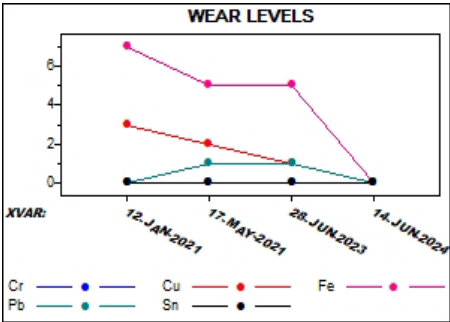 WEAR LEVELS
6
4
2
0
XVAR: 12-JAN-2021 17-MAY-2021 28-JUN-2023 14-JUN-2024
Cr Cu Fe
Pb Sn